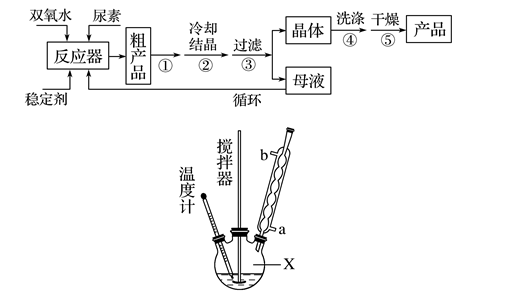 双氧水 尿素
反应器
稳定剂
粗产品
①
冷却结晶
②
过滤
③
晶体
洗涤
④
干燥
⑤
产品
母液
循环
温度计
搅拌器
b
a
X